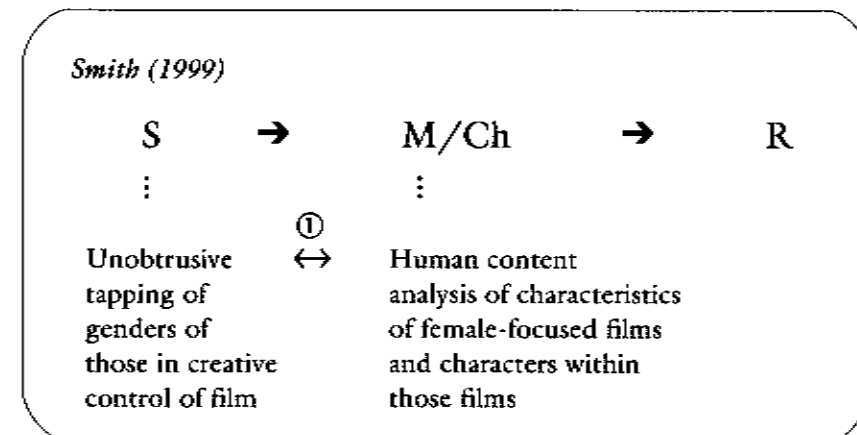 Smith (1999)
S → M/Ch → R
⋮ ⋮
①
Unobtrusive ↔ Human content
tapping of analysis of characteristics
genders of of female-focused films
those in creative and characters within
control of film those films